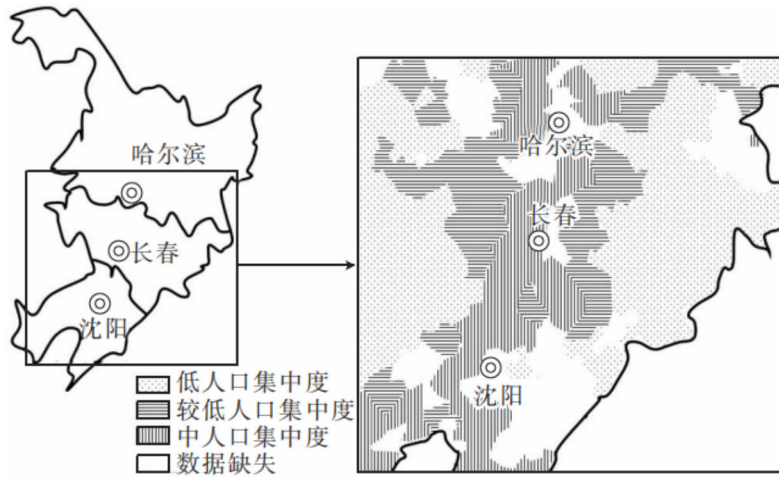 哈尔滨
长春
沈阳
低人口集中度
较低人口集中度
中人口集中度
数据缺失
哈尔滨
长春
沈阳